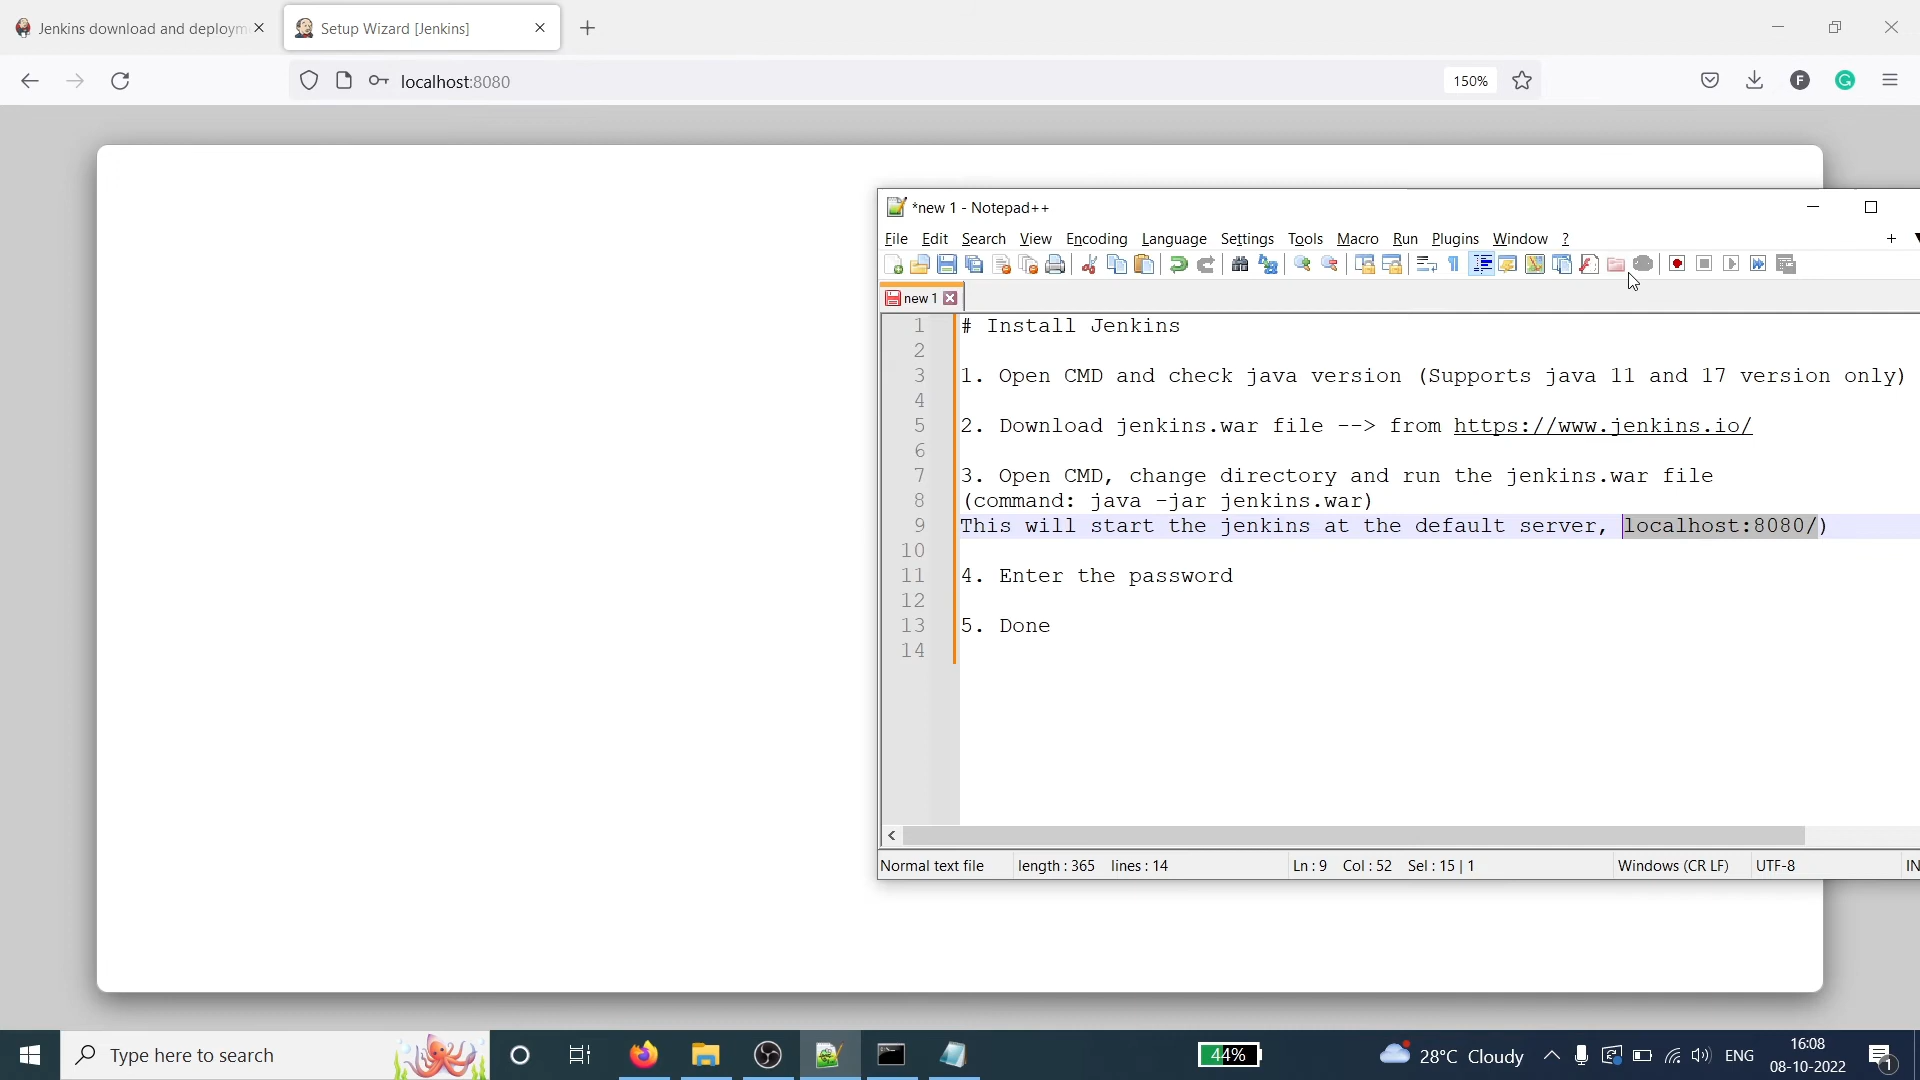 Jenkins download and deploym
Setup Wizard [Jenkins]
localhost:8080
150%
F
G
*new 1 - Notepad++
File Edit Search View Encoding Language Settings Tools Macro Run Plugins Window ?
new 1
1 # Install Jenkins
2
3 1. Open CMD and check java version (Supports java 11 and 17 version only)
4
5 2. Download jenkins.war file --> from https://www.jenkins.io/
6
7 3. Open CMD, change directory and run the jenkins.war file
8 (command: java -jar jenkins.war)
9 This will start the jenkins at the default server, localhost:8080/)
10
11 4. Enter the password
12
13 5. Done
14
Normal text file length : 365 lines : 14 Ln : 9 Col : 52 Sel : 15 | 1 Windows (CR LF) UTF-8 IN
Type here to search
44%
28°C Cloudy
ENG
16:08
08-10-2022
1